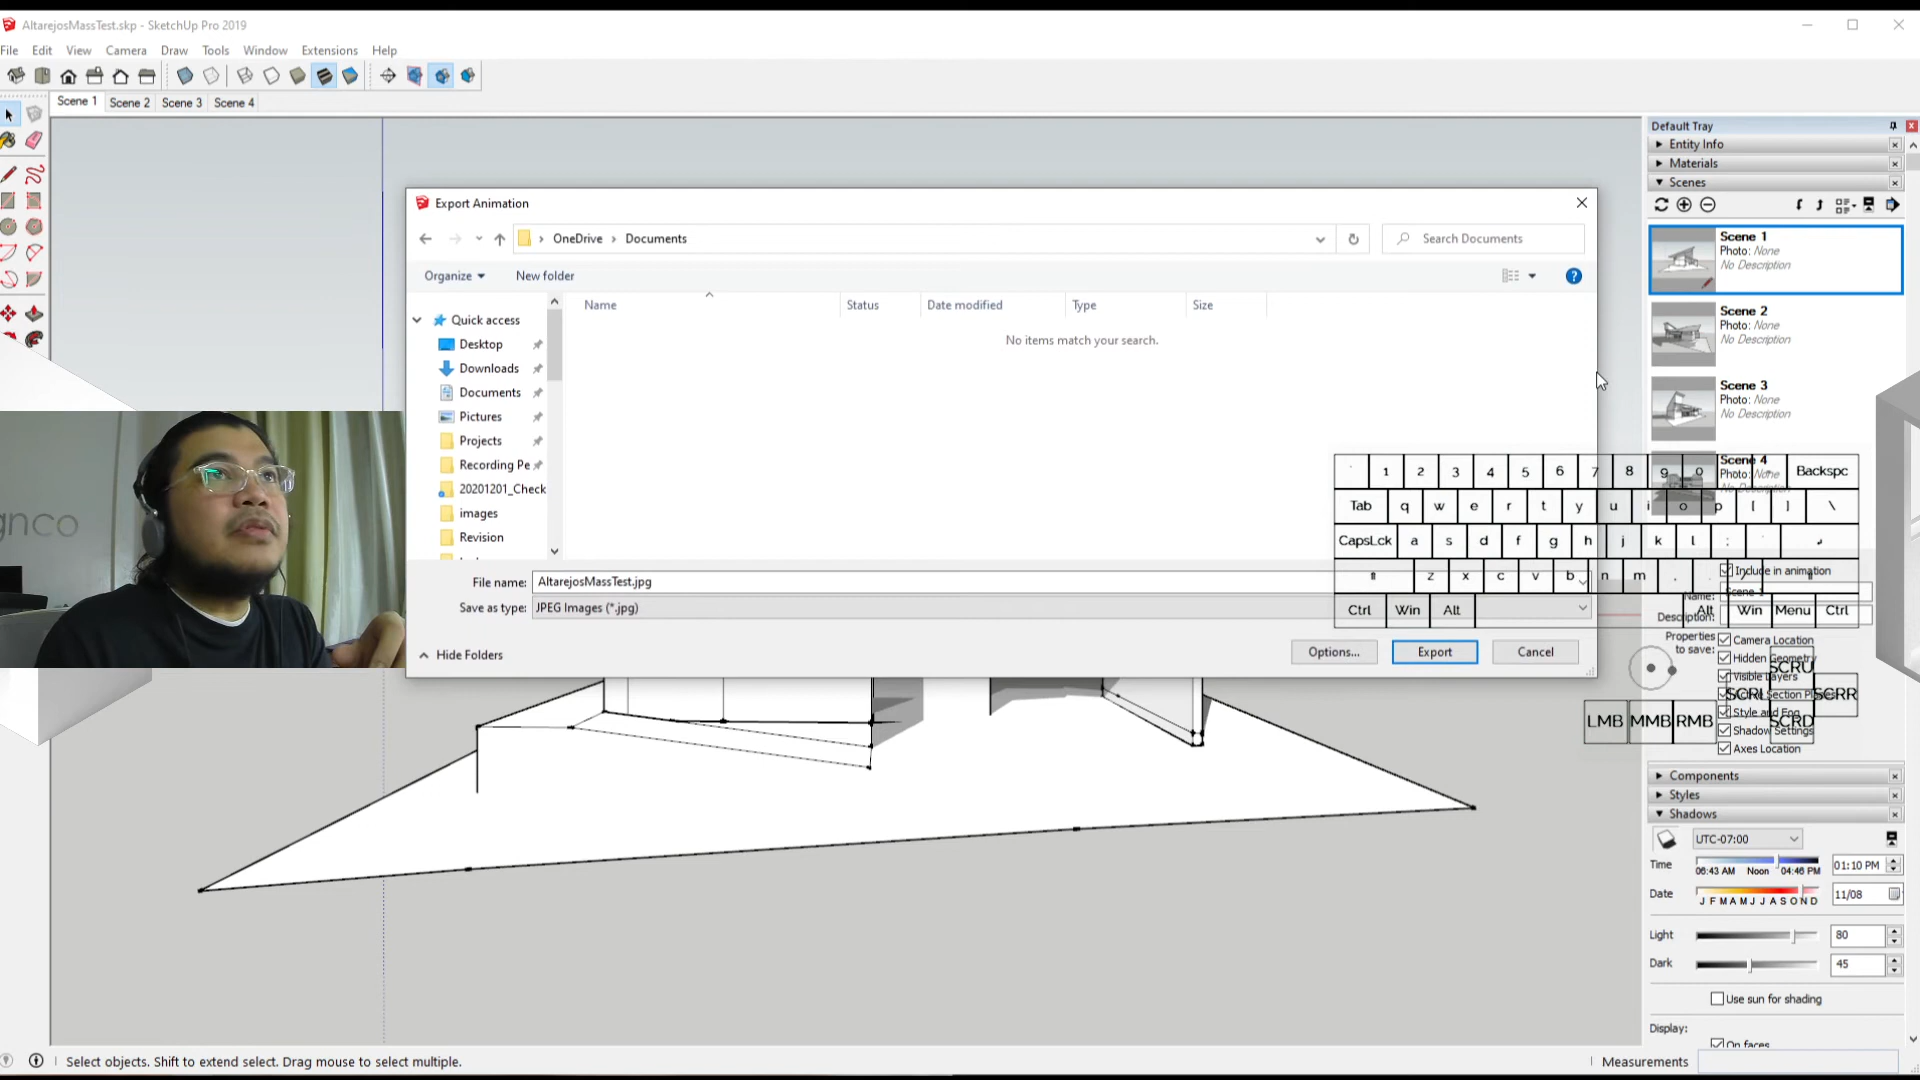 AltarejosMassTest.skp - SketchUp Pro 2019
File Edit View Camera Draw Tools Window Extensions Help
Scene 1 Scene 2 Scene 3 Scene 4
Default Tray
Entity Info
Materials
Scenes
Scene 1
Photo: None
No Description
Scene 2
Photo: None
No Description
Scene 3
Photo: None
No Description
Scene 4
Photo: None
Export Animation
OneDrive > Documents
Search Documents
Organize
New folder
Name Status Date modified Type Size
No items match your search.
Quick access
Desktop
Downloads
Documents
Pictures
Projects
Recording Pe
20201201_Check
images
Revision
File name: AltarejosMassTest.jpg
Save as type: JPEG Images (*.jpg)
Hide Folders
Options... Export Cancel
gnco
` 1 2 3 4 5 6 7 8 9 0 Backspc
Tab q w e r t y u i o p [ ] \
CapsLck a s d f g h j k l ;
z x c v b n m . /
Ctrl Win Alt Alt Win Menu Ctrl
SCRU
SCRL SCRR
LMB MMB RMB SCRD
Include in animation
Name: Scene 1
Description:
Properties to save:
Camera Location
Hidden Geometry
Visible Layers
Active Section Planes
Style and Fog
Shadow Settings
Axes Location
Components
Styles
Shadows
UTC-07:00
Time 06:43 AM Noon 04:46 PM 01:10 PM
Date J F M A M J J A S O N D 11/08
Light 80
Dark 45
Use sun for shading
Display:
On faces
Select objects. Shift to extend select. Drag mouse to select multiple.
Measurements